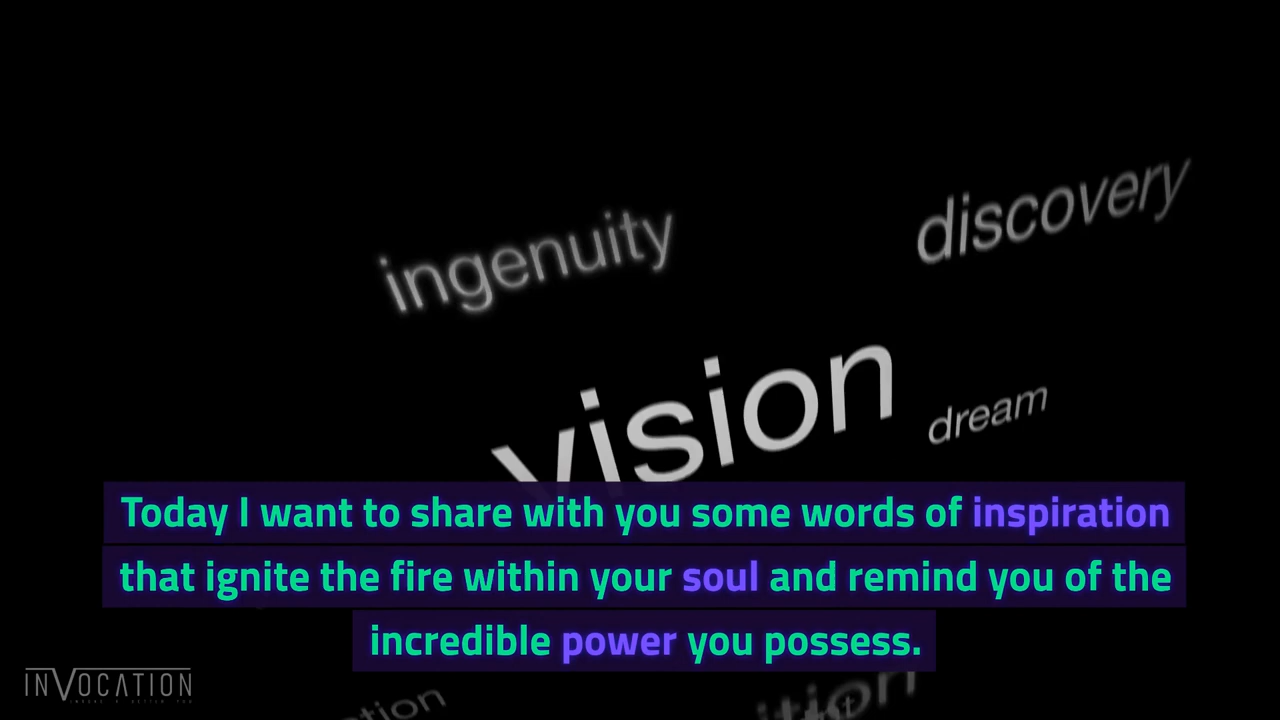 discovery
ingenuity
vision
dream
Today I want to share with you some words of inspiration
that ignite the fire within your soul and remind you of the
incredible power you possess.
INVOCATION